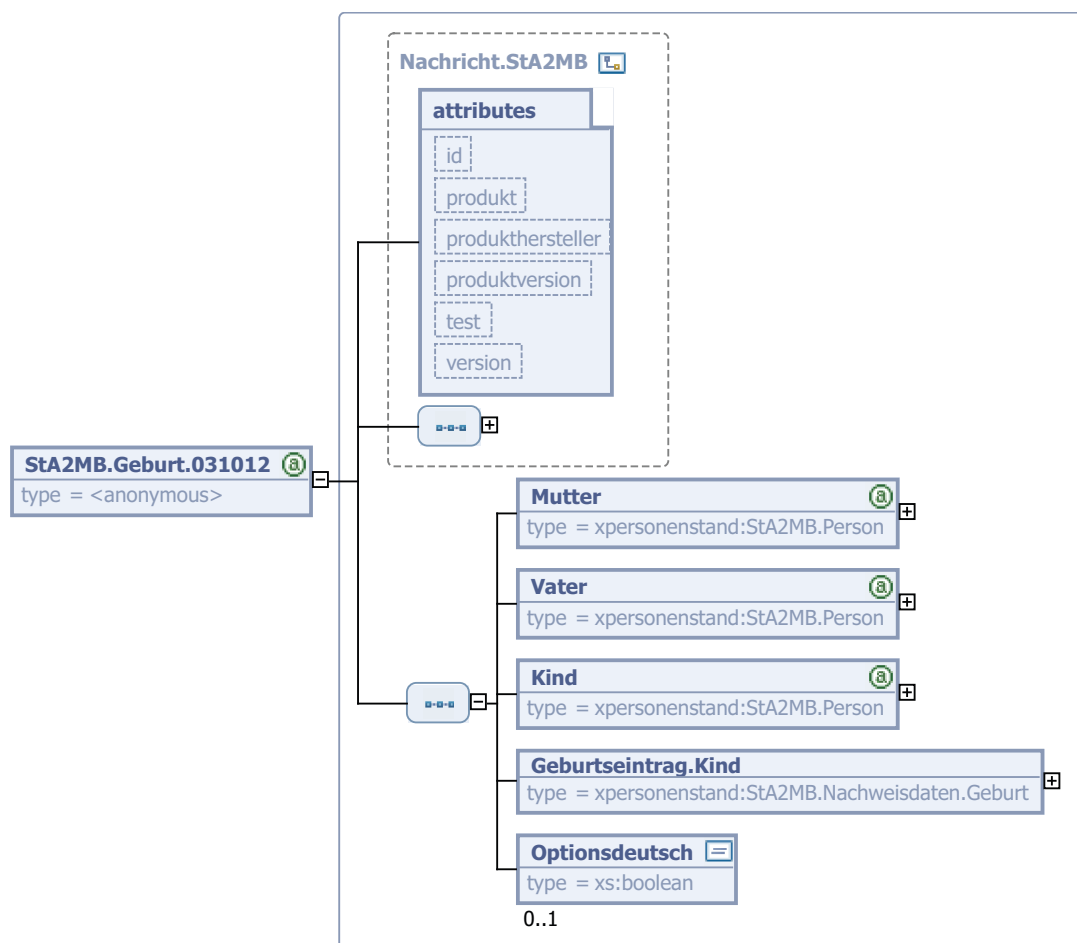 Nachricht.StA2MB
attributes
id
produkt
produkthersteller
produktversion
test
version
StA2MB.Geburt.031012
type = <anonymous>
Mutter
type = xpersonenstand:StA2MB.Person
Vater
type = xpersonenstand:StA2MB.Person
Kind
type = xpersonenstand:StA2MB.Person
Geburtseintrag.Kind
type = xpersonenstand:StA2MB.Nachweisdaten.Geburt
Optionsdeutsch
type = xs:boolean
0..1